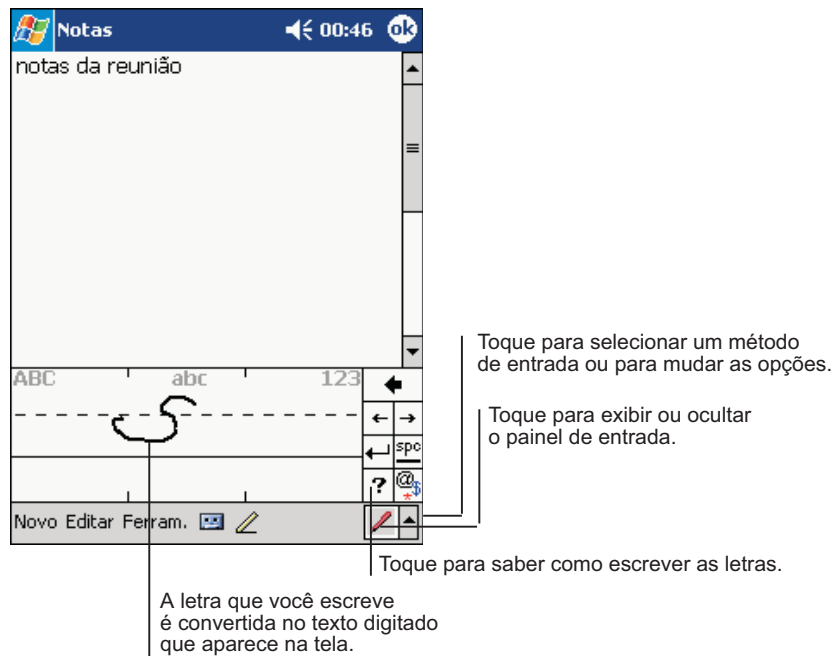 Notas 00:46 ok
notas da reunião
Toque para selecionar um método
de entrada ou para mudar as opções.
ABC abc 123
Toque para exibir ou ocultar
o painel de entrada.
S
spc
? @*$
Novo Editar Ferram.
Toque para saber como escrever as letras.
A letra que você escreve
é convertida no texto digitado
que aparece na tela.